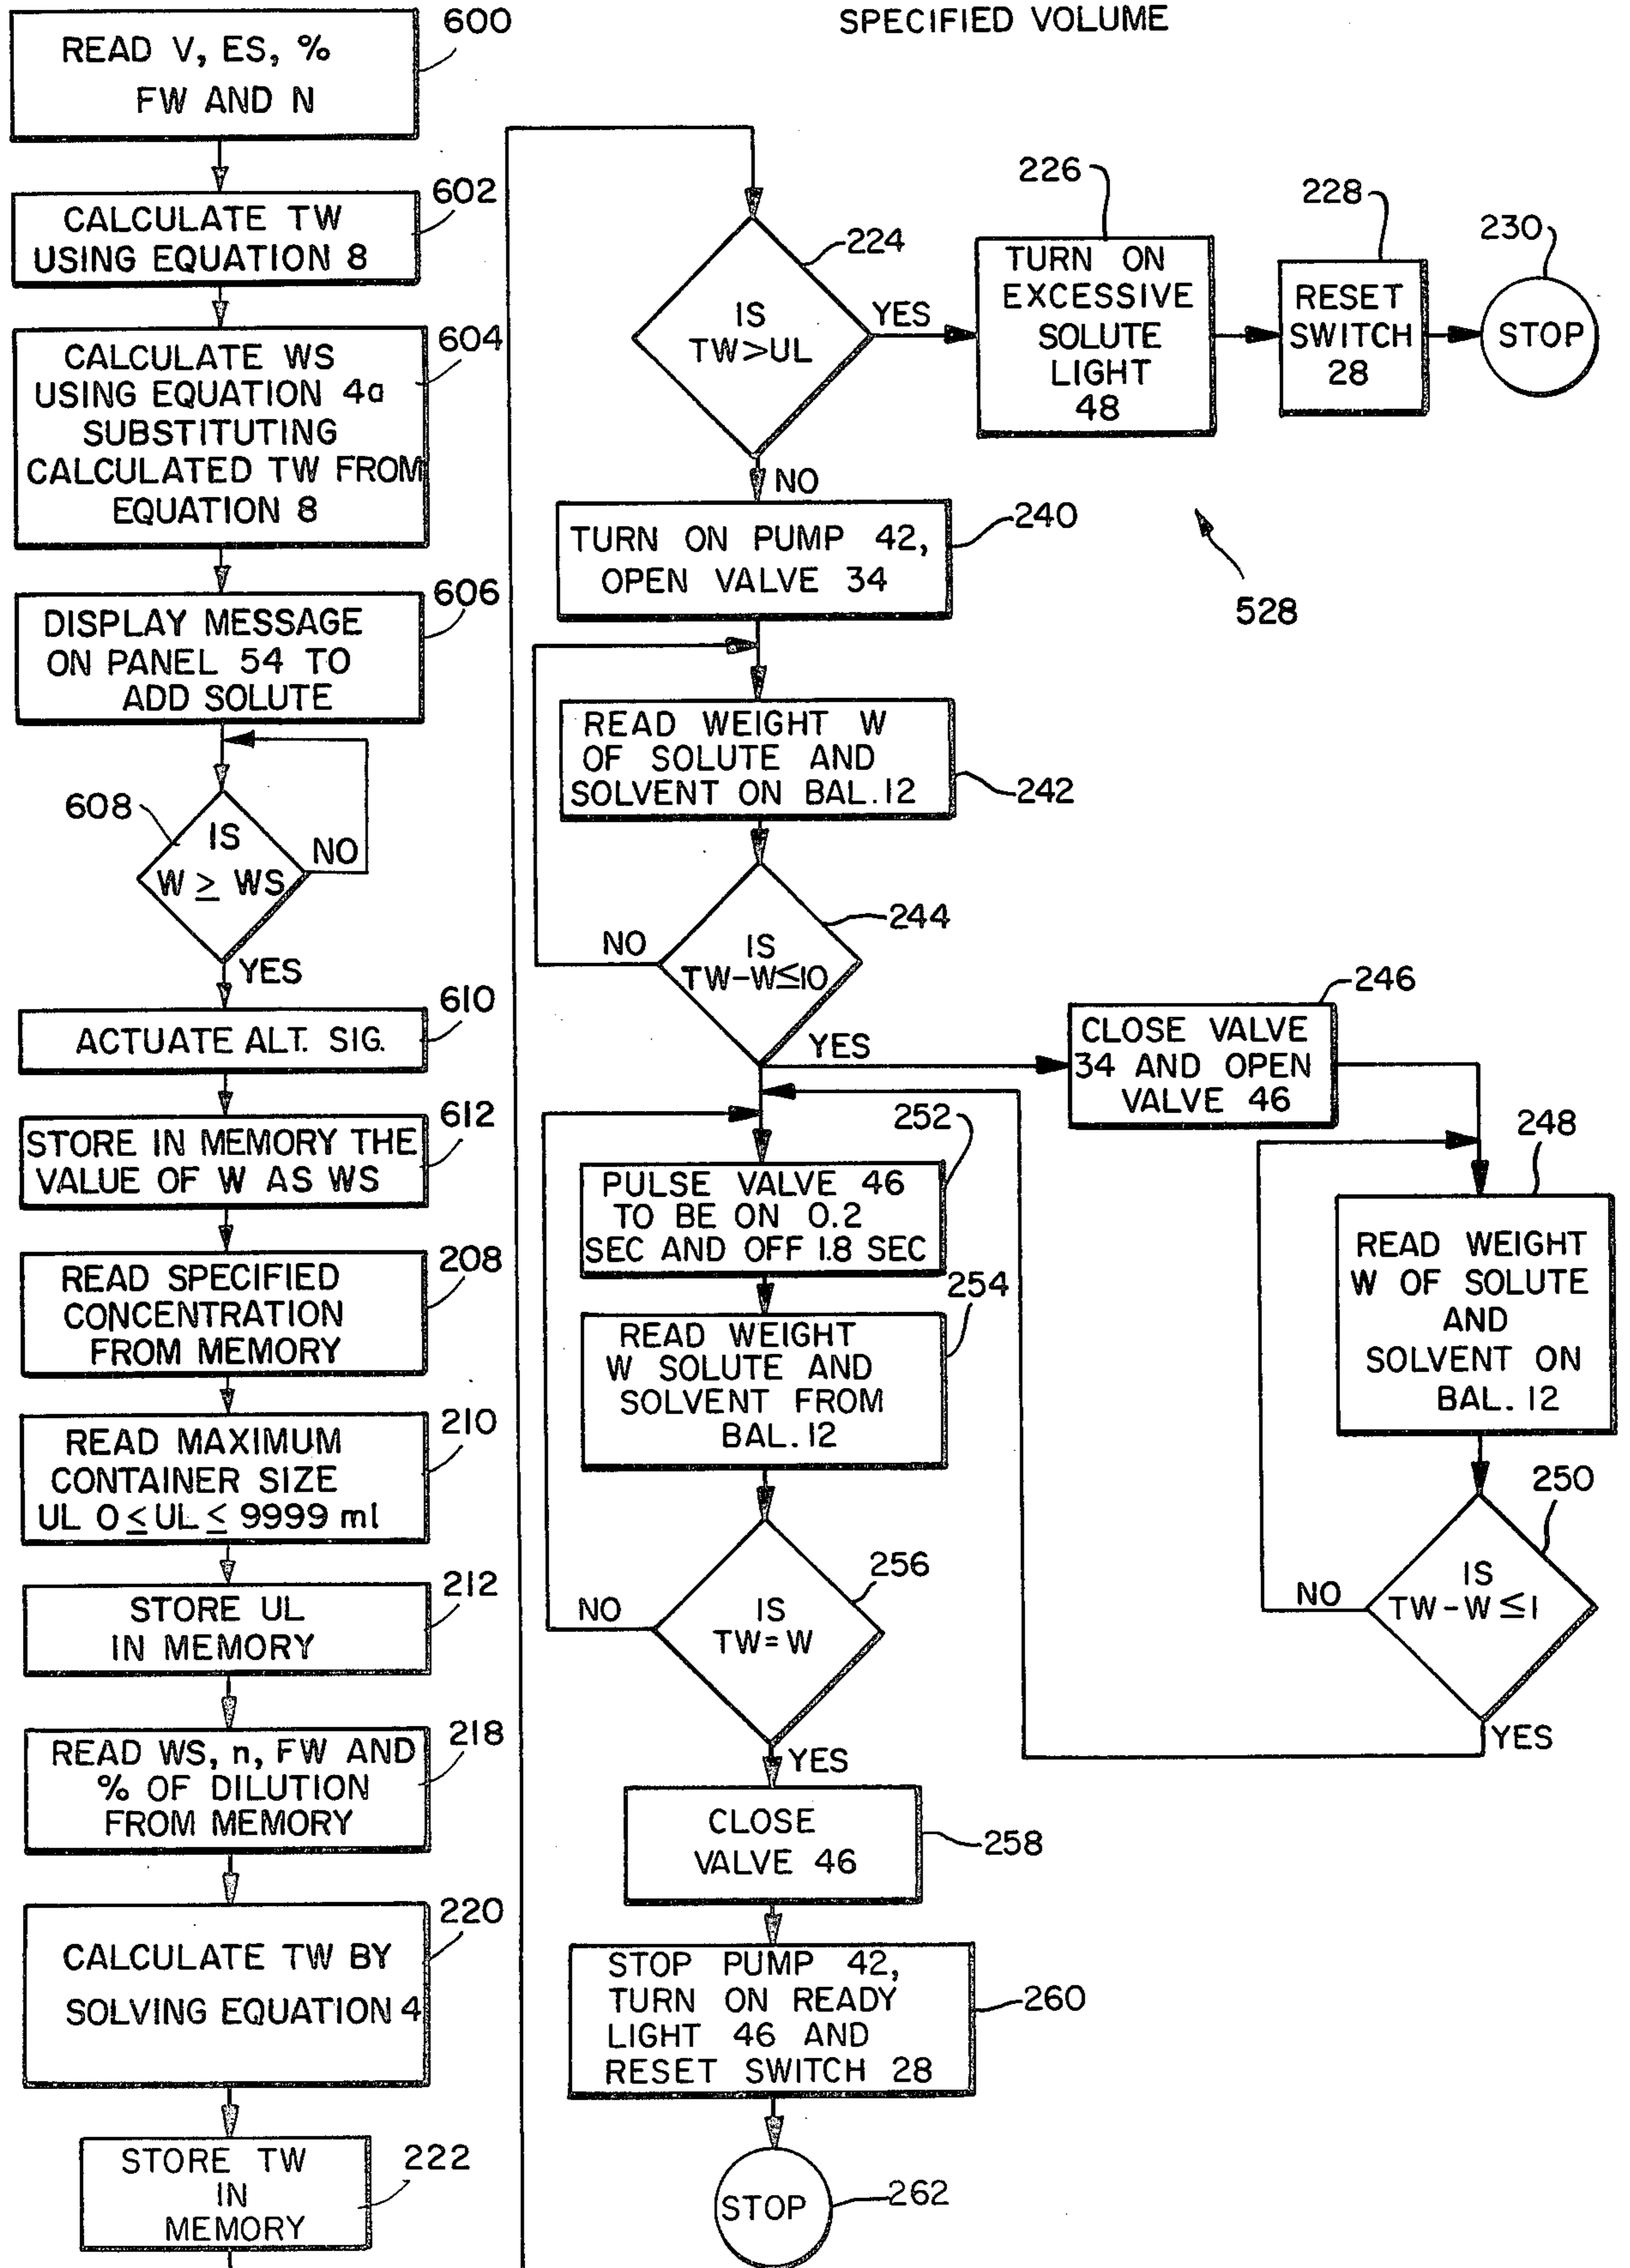 SPECIFIED VOLUME
600
READ V, ES, %
FW AND N
602
CALCULATE TW
USING EQUATION 8
604
CALCULATE WS
USING EQUATION 4a
SUBSTITUTING
CALCULATED TW FROM
EQUATION 8
606
DISPLAY MESSAGE
ON PANEL 54 TO
ADD SOLUTE
608
IS
W ≥ WS
NO
YES
610
ACTUATE ALT. SIG.
612
STORE IN MEMORY THE
VALUE OF W AS WS
208
READ SPECIFIED
CONCENTRATION
FROM MEMORY
210
READ MAXIMUM
CONTAINER SIZE
UL 0 ≤ UL ≤ 9999 ml
212
STORE UL
IN MEMORY
218
READ WS, n, FW AND
% OF DILUTION
FROM MEMORY
220
CALCULATE TW BY
SOLVING EQUATION 4
222
STORE TW
IN
MEMORY
224
IS
TW>UL
YES
NO
226
TURN ON
EXCESSIVE
SOLUTE
LIGHT
48
228
RESET
SWITCH
28
230
STOP
528
240
TURN ON PUMP 42,
OPEN VALVE 34
242
READ WEIGHT W
OF SOLUTE AND
SOLVENT ON BAL. 12
244
IS
TW-W≤10
NO
YES
246
CLOSE VALVE
34 AND OPEN
VALVE 46
248
READ WEIGHT
W OF SOLUTE
AND
SOLVENT ON
BAL. 12
250
IS
TW-W ≤1
NO
YES
252
PULSE VALVE 46
TO BE ON 0.2
SEC AND OFF 1.8 SEC
254
READ WEIGHT
W SOLUTE AND
SOLVENT FROM
BAL. 12
256
IS
TW=W
NO
YES
258
CLOSE
VALVE 46
260
STOP PUMP 42,
TURN ON READY
LIGHT 46 AND
RESET SWITCH 28
262
STOP